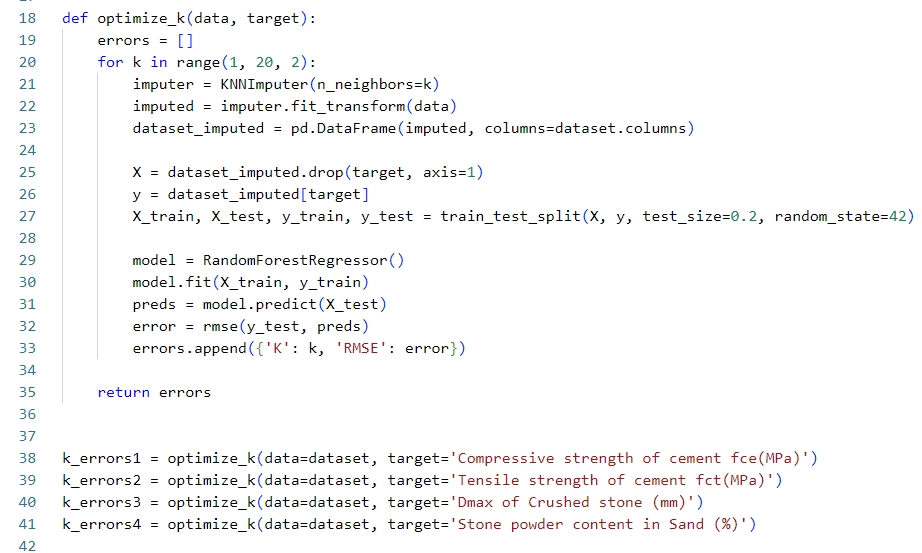 18 def optimize_k(data, target):
19     errors = []
20     for k in range(1, 20, 2):
21         imputer = KNNImputer(n_neighbors=k)
22         imputed = imputer.fit_transform(data)
23         dataset_imputed = pd.DataFrame(imputed, columns=dataset.columns)
24
25         X = dataset_imputed.drop(target, axis=1)
26         y = dataset_imputed[target]
27         X_train, X_test, y_train, y_test = train_test_split(X, y, test_size=0.2, random_state=42)
28
29         model = RandomForestRegressor()
30         model.fit(X_train, y_train)
31         preds = model.predict(X_test)
32         error = rmse(y_test, preds)
33         errors.append({'K': k, 'RMSE': error})
34
35     return errors
36
37
38 k_errors1 = optimize_k(data=dataset, target='Compressive strength of cement fce(MPa)')
39 k_errors2 = optimize_k(data=dataset, target='Tensile strength of cement fct(MPa)')
40 k_errors3 = optimize_k(data=dataset, target='Dmax of Crushed stone (mm)')
41 k_errors4 = optimize_k(data=dataset, target='Stone powder content in Sand (%)')
42